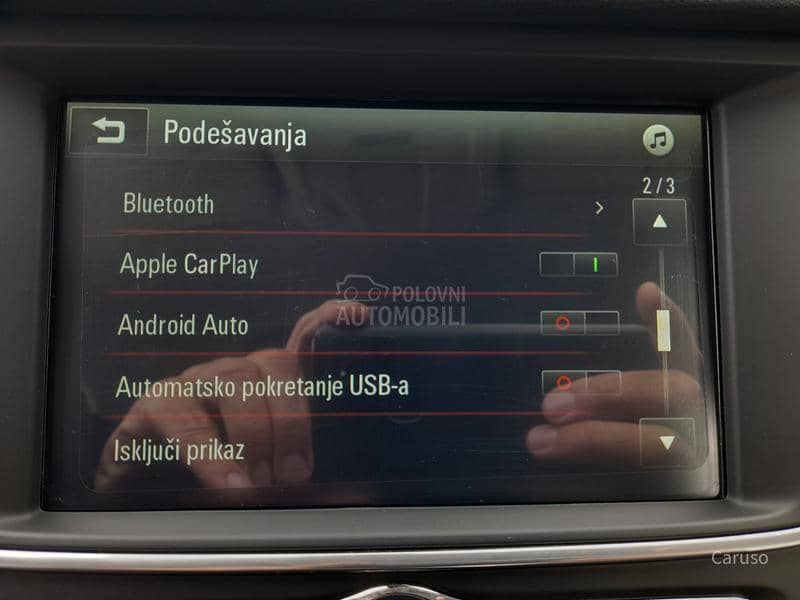 Podešavanja
2/3
Bluetooth
Apple CarPlay
Android Auto
Automatsko pokretanje USB-a
Isključi prikaz
POLOVNI
AUTOMOBILI
Caruso